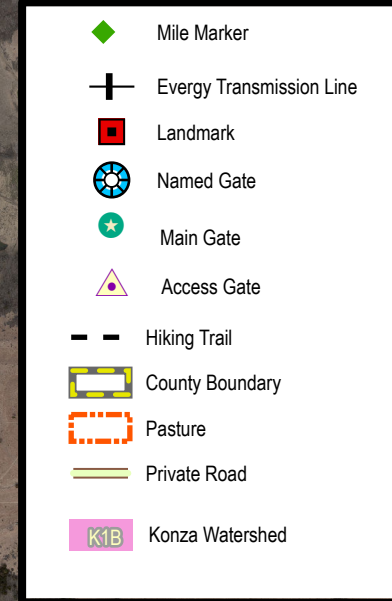 Mile Marker
Evergy Transmission Line
Landmark
Named Gate
Main Gate
Access Gate
Hiking Trail
County Boundary
Pasture
Private Road
K1B Konza Watershed